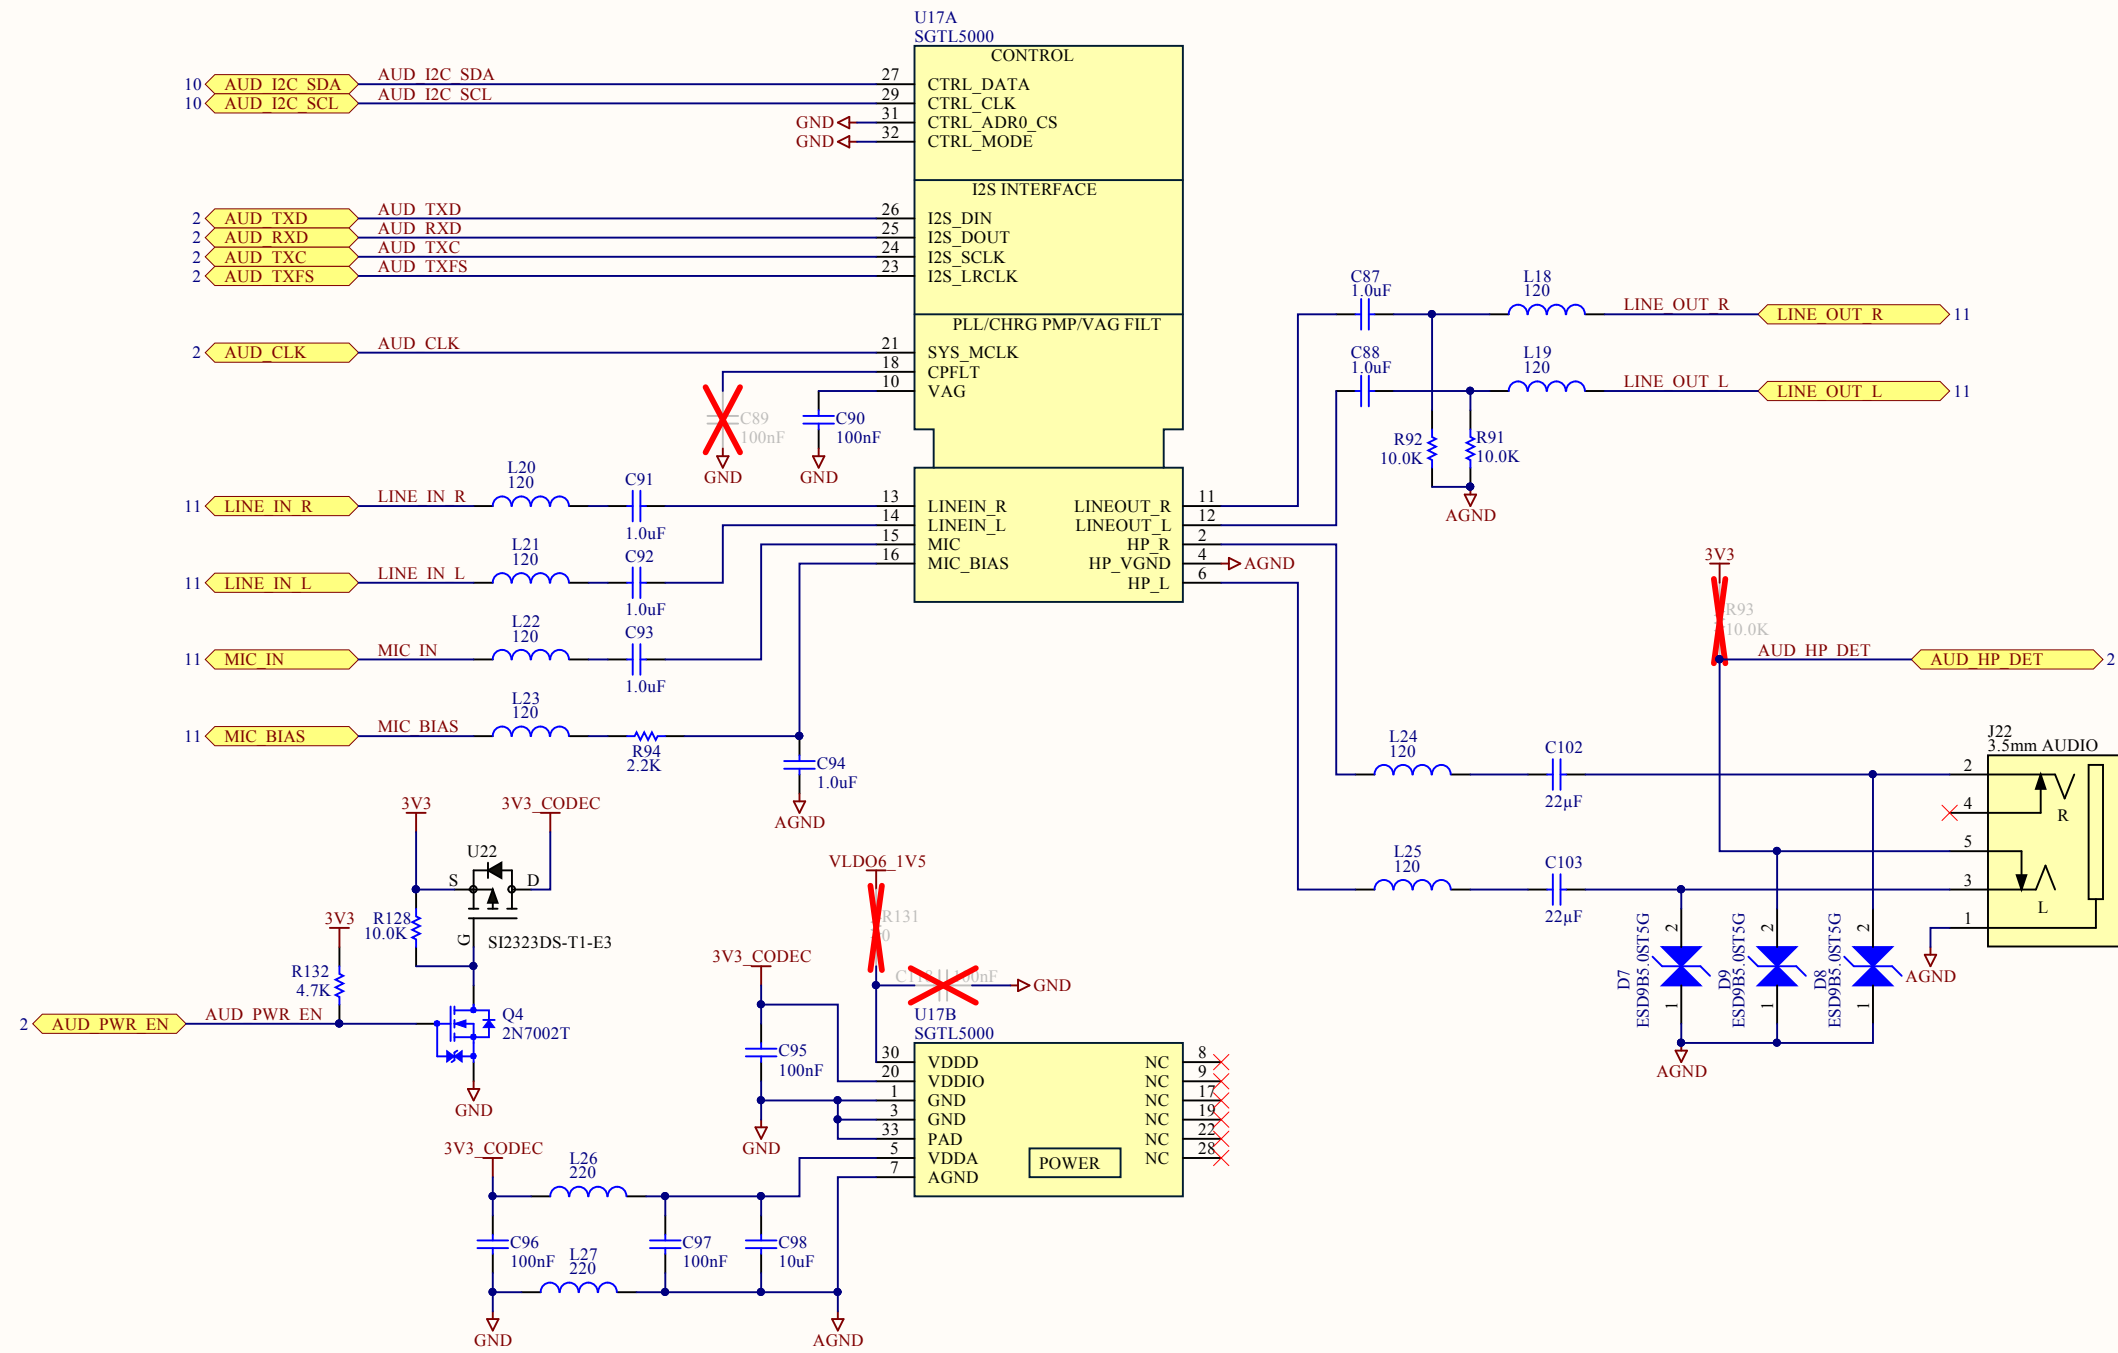 U17A
SGTL5000
CONTROL
10 AUD_I2C_SDA AUD_I2C_SDA 27 CTRL_DATA
10 AUD_I2C_SCL AUD_I2C_SCL 29 CTRL_CLK
GND 31 CTRL_ADR0_CS
GND 32 CTRL_MODE
I2S INTERFACE
2 AUD_TXD AUD_TXD 26 I2S_DIN
2 AUD_RXD AUD_RXD 25 I2S_DOUT
2 AUD_TXC AUD_TXC 24 I2S_SCLK
2 AUD_TXFS AUD_TXFS 23 I2S_LRCLK
PLL/CHRG PMP/VAG FILT
2 AUD_CLK AUD_CLK 21 SYS_MCLK
18 CPFLT
10 VAG
C89
100nF
GND
C90
100nF
GND
C87
1.0uF
L18
120
LINE_OUT_R LINE_OUT_R 11
C88
1.0uF
L19
120
LINE_OUT_L LINE_OUT_L 11
R92
10.0K
R91
10.0K
AGND
L20
120
C91
1.0uF
11 LINE_IN_R LINE_IN_R 13 LINEIN_R
14 LINEIN_L
15 MIC
16 MIC_BIAS
LINEOUT_R 11
LINEOUT_L 12
HP_R 2
HP_VGND 4 AGND
HP_L 6
L21
120
C92
1.0uF
11 LINE_IN_L LINE_IN_L
L22
120
C93
1.0uF
11 MIC_IN MIC_IN
L23
120
11 MIC_BIAS MIC_BIAS
R94
2.2K
C94
1.0uF
AGND
3V3
R93
10.0K
AUD_HP_DET AUD_HP_DET 2
L24
120
C102
22µF
L25
120
C103
22µF
J22
3.5mm AUDIO
2
4
R
5
3
L
1
AGND
D7
ESD9B5.0ST5G
2
1
D9
ESD9B5.0ST5G
2
1
D8
ESD9B5.0ST5G
2
1
AGND
3V3
3V3_CODEC
U22
S D
G
SI2323DS-T1-E3
R128
10.0K
3V3
R132
4.7K
2 AUD_PWR_EN AUD_PWR_EN
Q4
2N7002T
GND
VLDO6_1V5
R131
0
100nF
GND
3V3_CODEC
C95
100nF
GND
U17B
SGTL5000
30 VDDD NC 8
20 VDDIO NC 9
1 GND NC 17
3 GND NC 19
33 PAD NC 22
5 VDDA NC 28
7 AGND
POWER
3V3_CODEC
L26
220
C96
100nF
L27
220
C97
100nF
C98
10uF
GND
AGND